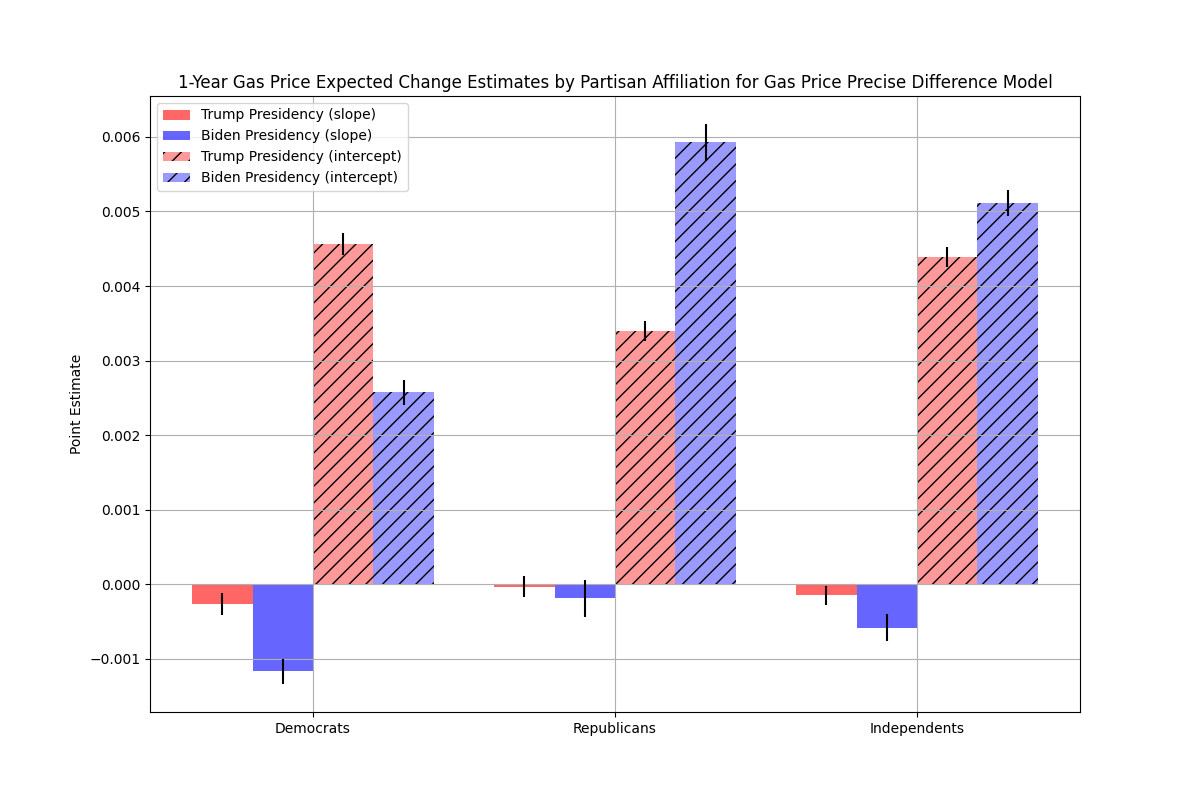 1-Year Gas Price Expected Change Estimates by Partisan Affiliation for Gas Price Precise Difference Model
Trump Presidency (slope)
Biden Presidency (slope)
Trump Presidency (intercept)
Biden Presidency (intercept)
0.006
0.005
0.004
0.003
0.002
0.001
0.000
−0.001
Point Estimate
Democrats
Republicans
Independents